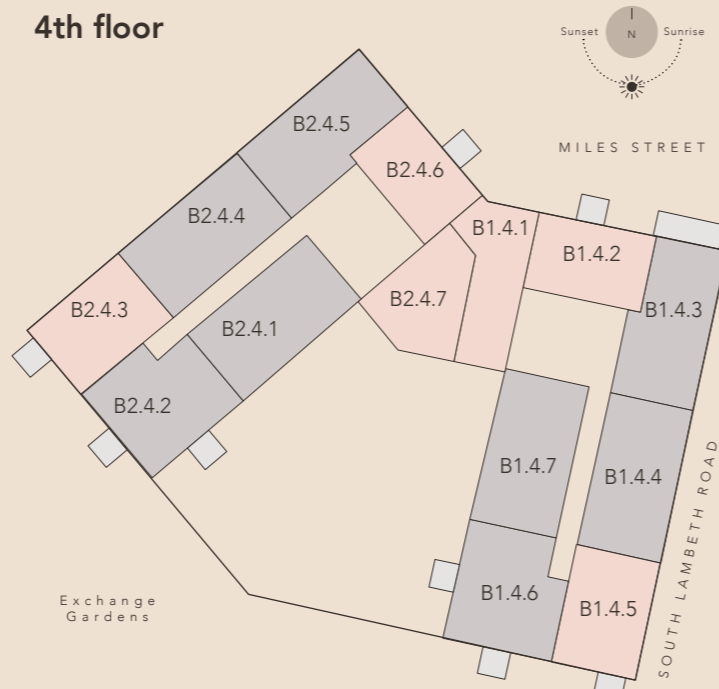 4th floor
Sunset
N
Sunrise
MILES STREET
B2.4.5
B2.4.6
B2.4.4
B1.4.1
B1.4.2
B2.4.7
B2.4.3
B1.4.3
B2.4.1
B2.4.2
B1.4.7
B1.4.4
B1.4.6
B1.4.5
Exchange
Gardens
SOUTH LAMBETH ROAD